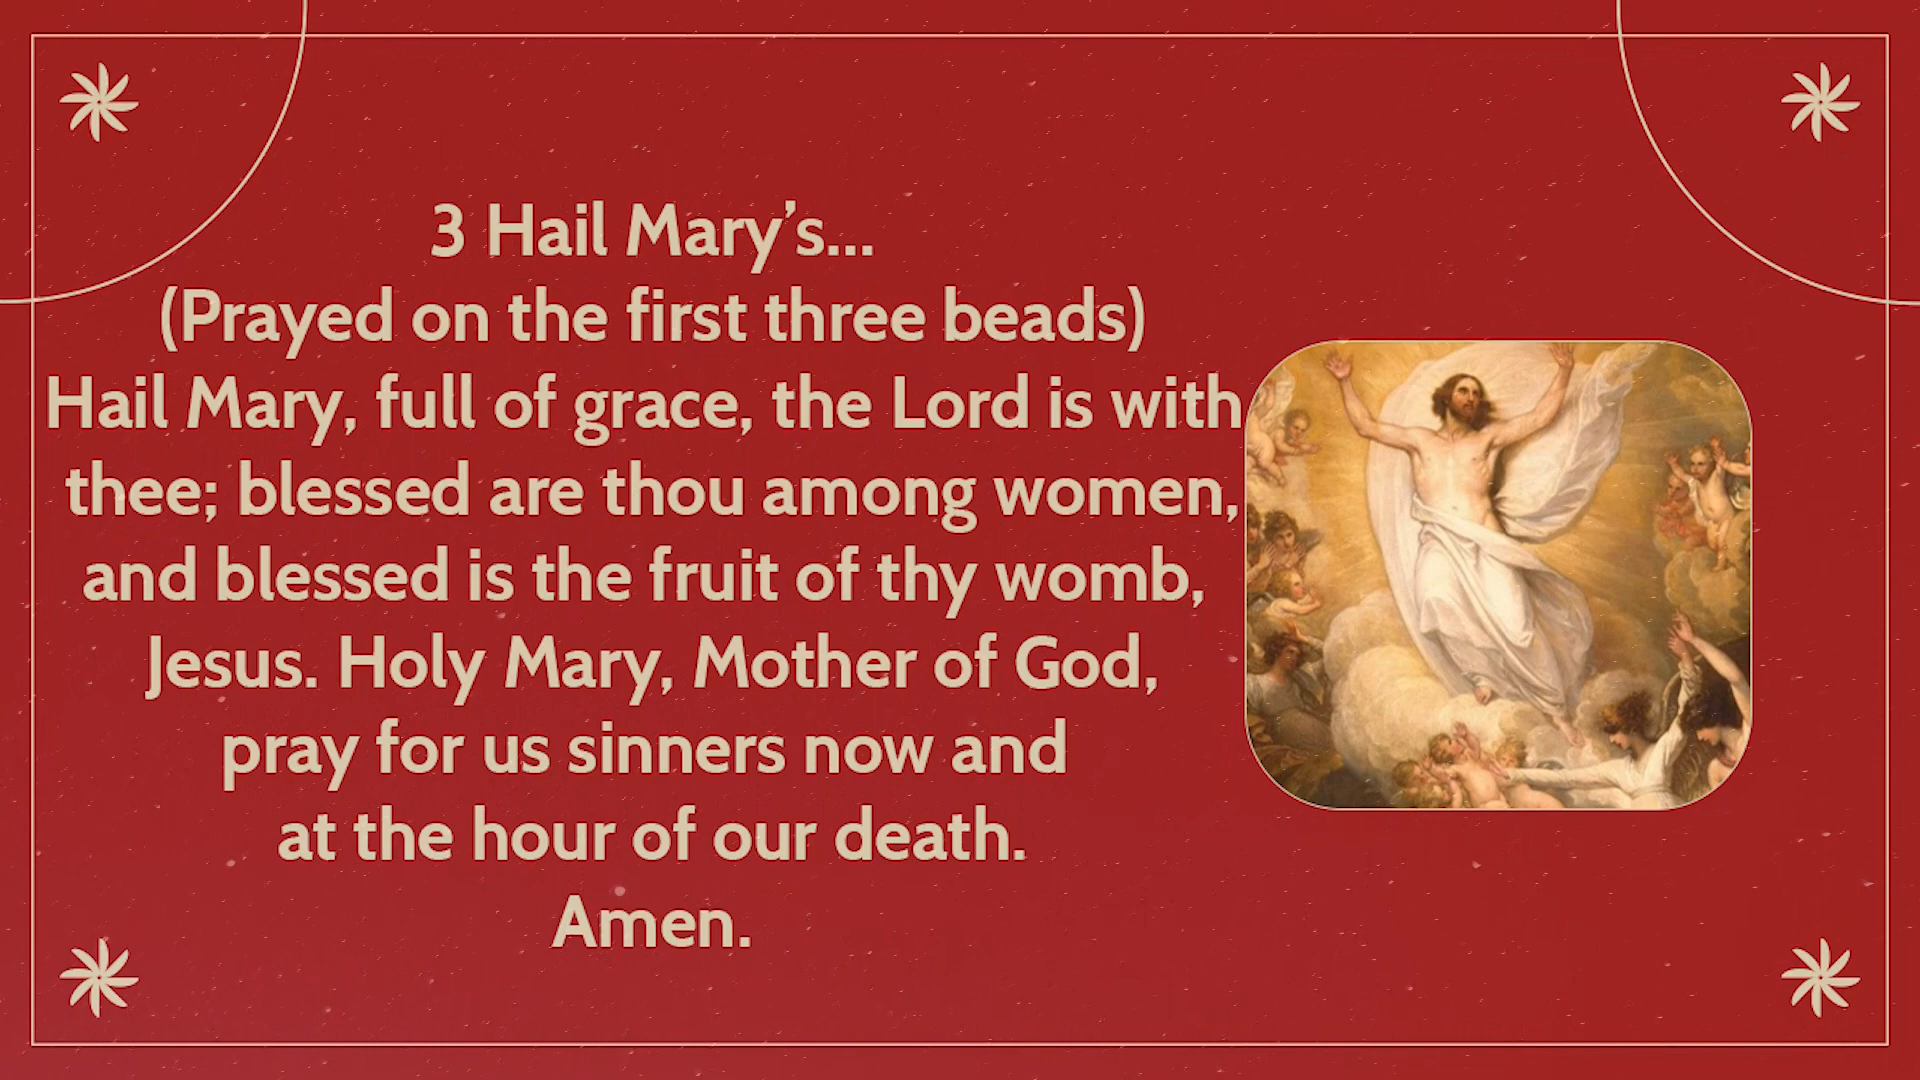 3 Hail Mary’s...
(Prayed on the first three beads)
Hail Mary, full of grace, the Lord is with
thee; blessed are thou among women,
and blessed is the fruit of thy womb,
Jesus. Holy Mary, Mother of God,
pray for us sinners now and
at the hour of our death.
Amen.